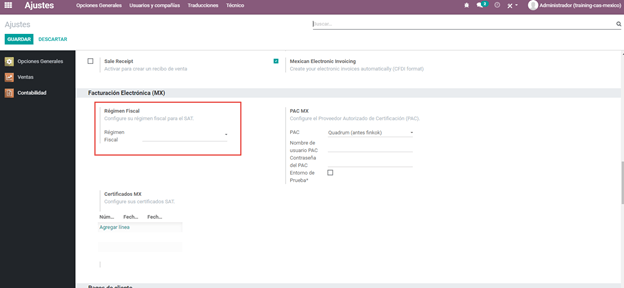 Ajustes Opciones Generales Usuarios y compañías Traducciones Técnico 3 Administrador (training-cas-mexico)
Ajustes
Buscar...
GUARDAR DESCARTAR
Opciones Generales
Ventas
Contabilidad
Sale Receipt
Activar para crear un recibo de venta
Mexican Electronic Invoicing
Create your electronic invoices automatically (CFDI format)
Facturación Electrónica (MX)
Régimen Fiscal
Configure su régimen fiscal para el SAT.
Régimen
Fiscal
PAC MX
Configure el Proveedor Autorizado de Certificación (PAC).
PAC Quadrum (antes finkok)
Nombre de
usuario PAC
Contraseña
del PAC
Entorno de
Prueba*
Certificados MX
Configure sus certificados SAT.
Núm... Fech... Fech...
Agregar línea